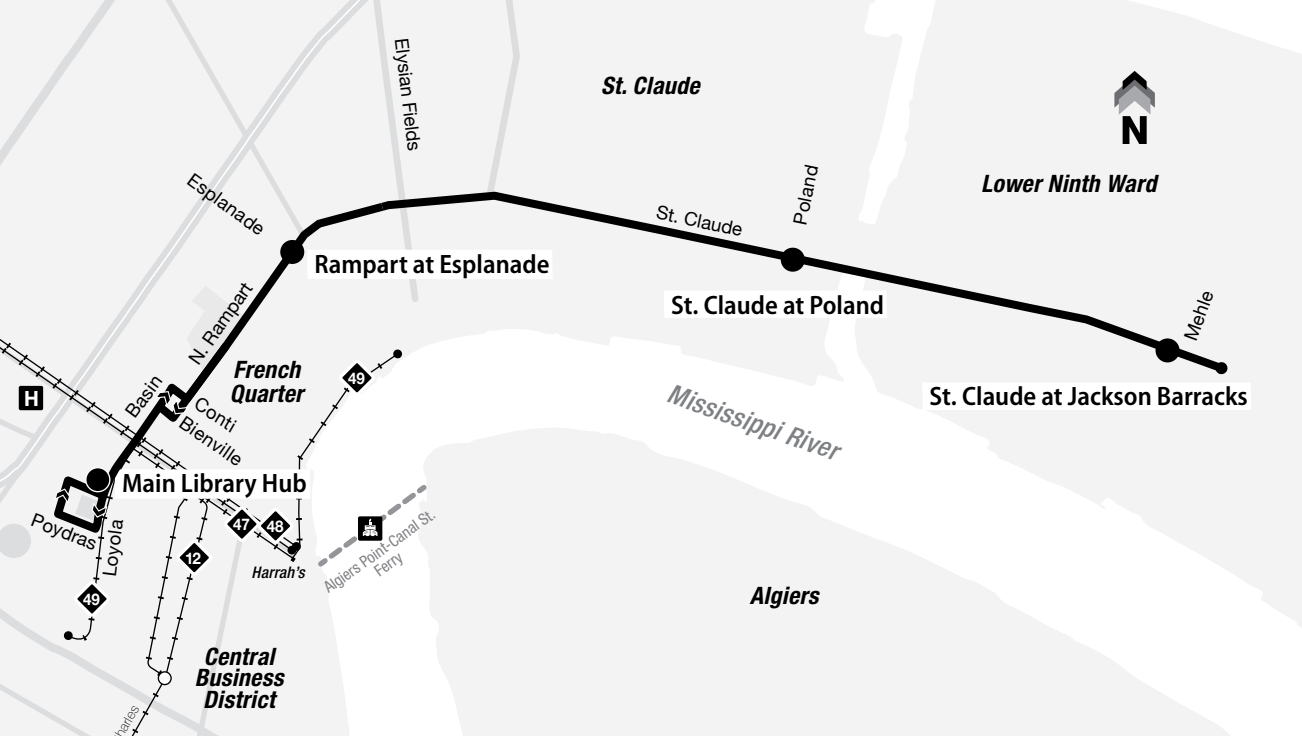 Elysian Fields
St. Claude
N
Lower Ninth Ward
Poland
Esplanade
St. Claude
Rampart at Esplanade
St. Claude at Poland
N. Rampart
Mehle
French
Quarter
49
Basin
H
Conti
Bienville
St. Claude at Jackson Barracks
Mississippi River
Main Library Hub
Poydras
Loyola
47
48
12
Harrah's
Algiers Point-Canal St.
Ferry
49
Algiers
Central
Business
District
harles